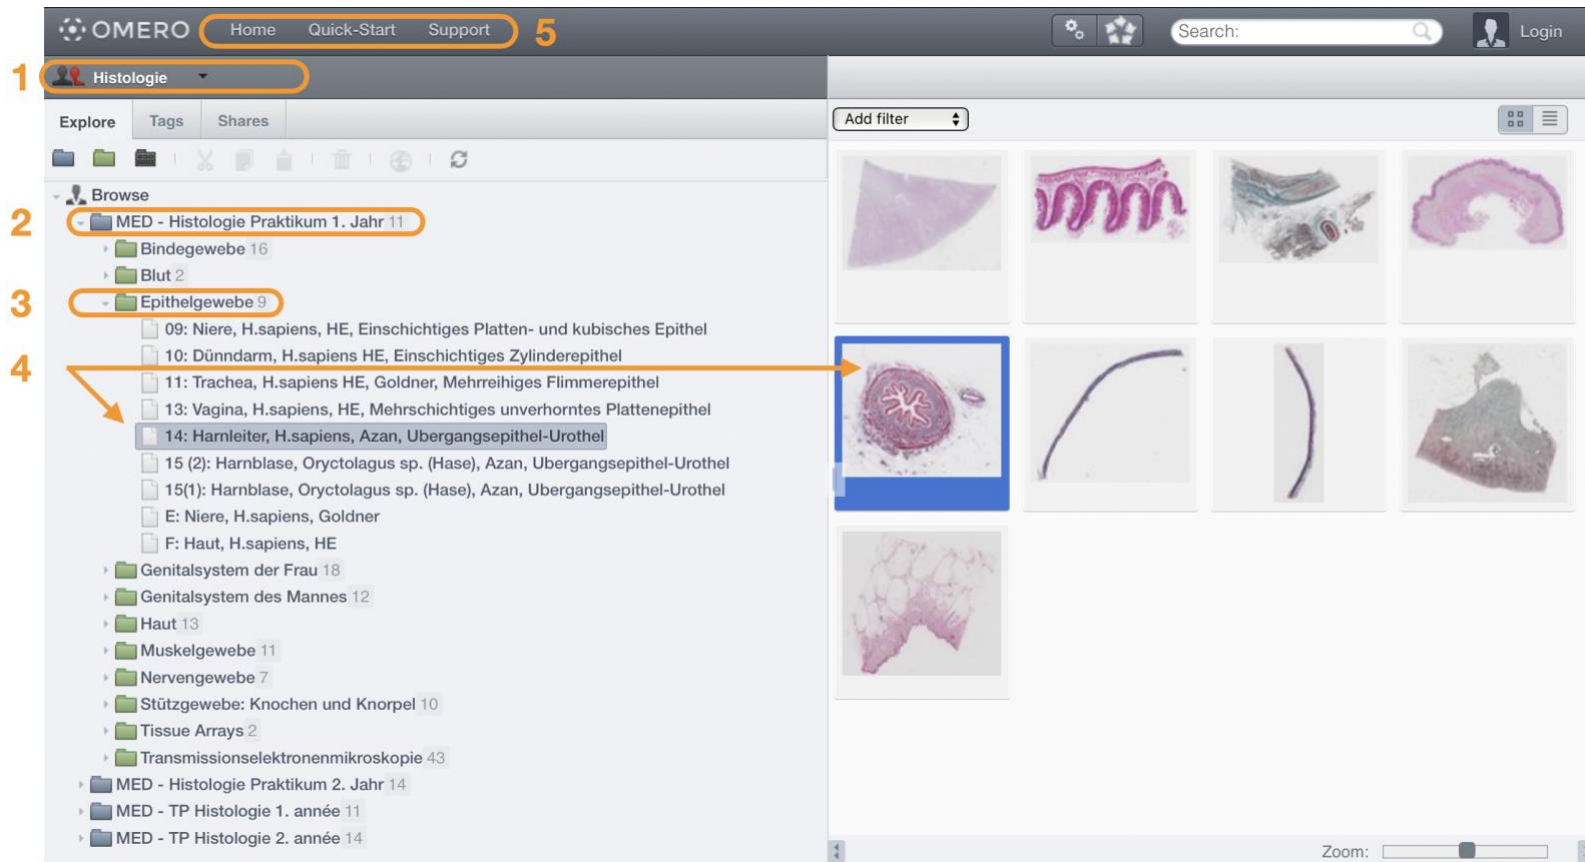 OMERO Home Quick-Start Support 5 Search: Login
1 Histologie
Explore Tags Shares
Add filter
Browse
2 MED - Histologie Praktikum 1. Jahr 11
Bindegewebe 16
Blut 2
3 Epithelgewebe 9
09: Niere, H.sapiens, HE, Einschichtiges Platten- und kubisches Epithel
10: Dünndarm, H.sapiens HE, Einschichtiges Zylinderepithel
4
11: Trachea, H.sapiens HE, Goldner, Mehrreihiges Flimmerepithel
13: Vagina, H.sapiens, HE, Mehrschichtiges unverhorntes Plattenepithel
14: Harnleiter, H.sapiens, Azan, Ubergangsepithel-Urothel
15 (2): Harnblase, Oryctolagus sp. (Hase), Azan, Ubergangsepithel-Urothel
15(1): Harnblase, Oryctolagus sp. (Hase), Azan, Ubergangsepithel-Urothel
E: Niere, H.sapiens, Goldner
F: Haut, H.sapiens, HE
Genitalsystem der Frau 18
Genitalsystem des Mannes 12
Haut 13
Muskelgewebe 11
Nervengewebe 7
Stützgewebe: Knochen und Knorpel 10
Tissue Arrays 2
Transmissionselektronenmikroskopie 43
MED - Histologie Praktikum 2. Jahr 14
MED - TP Histologie 1. année 11
MED - TP Histologie 2. année 14
Zoom: